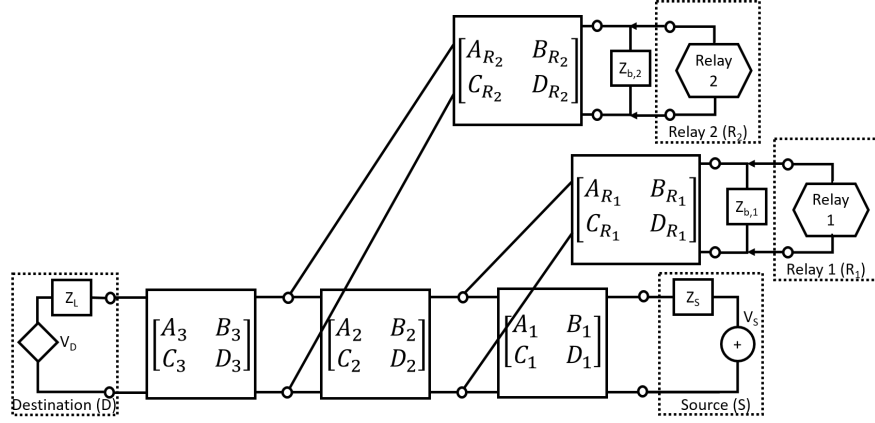 A_{R_2} B_{R_2}
C_{R_2} D_{R_2}
Z_{b,2}
Relay
2
Relay 2 (R_2)
A_{R_1} B_{R_1}
C_{R_1} D_{R_1}
Z_{b,1}
Relay
1
Relay 1 (R_1)
Z_L
V_D
Destination (D)
A_3 B_3
C_3 D_3
A_2 B_2
C_2 D_2
A_1 B_1
C_1 D_1
Z_S
V_S
+
Source (S)